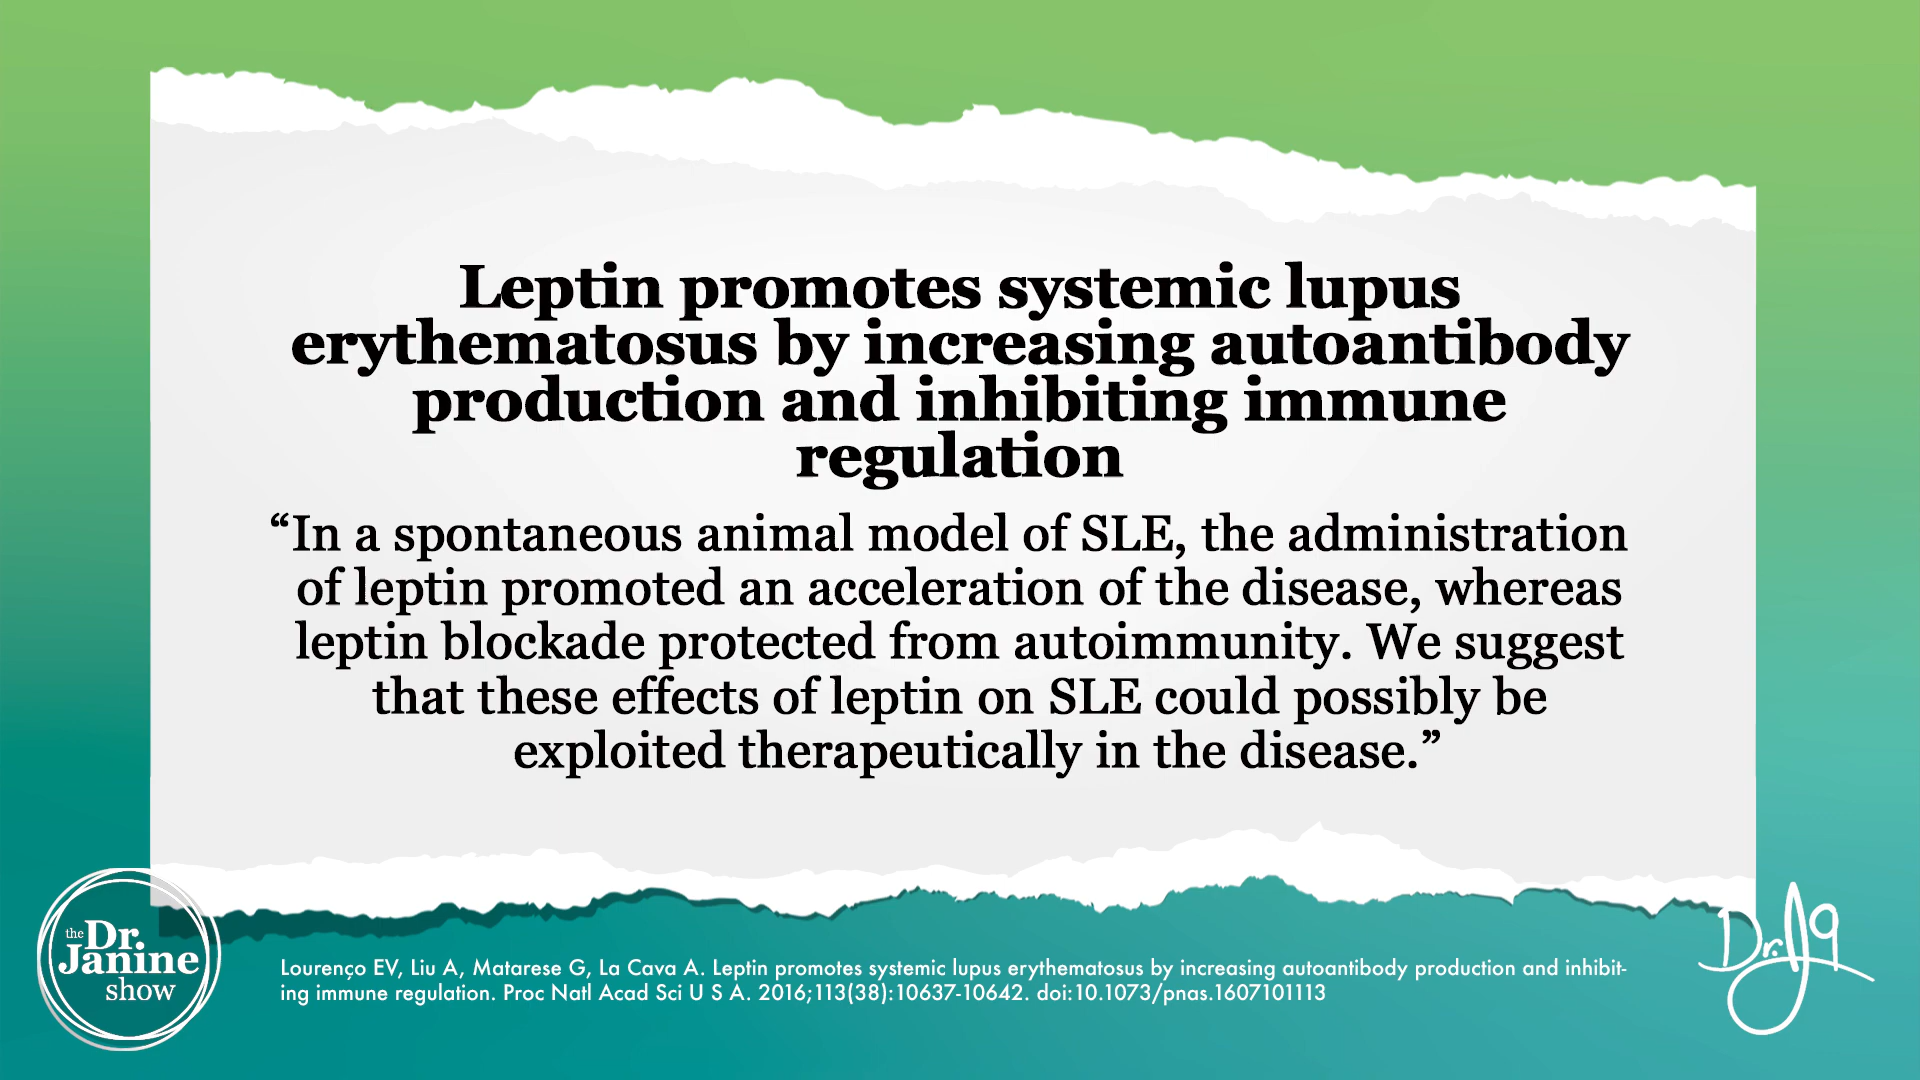 Leptin promotes systemic lupus
erythematosus by increasing autoantibody
production and inhibiting immune
regulation
“In a spontaneous animal model of SLE, the administration
of leptin promoted an acceleration of the disease, whereas
leptin blockade protected from autoimmunity. We suggest
that these effects of leptin on SLE could possibly be
exploited therapeutically in the disease.”
the Dr.
Janine
show
Lourenço EV, Liu A, Matarese G, La Cava A. Leptin promotes systemic lupus erythematosus by increasing autoantibody production and inhibit-
ing immune regulation. Proc Natl Acad Sci U S A. 2016;113(38):10637-10642. doi:10.1073/pnas.1607101113
Dr.